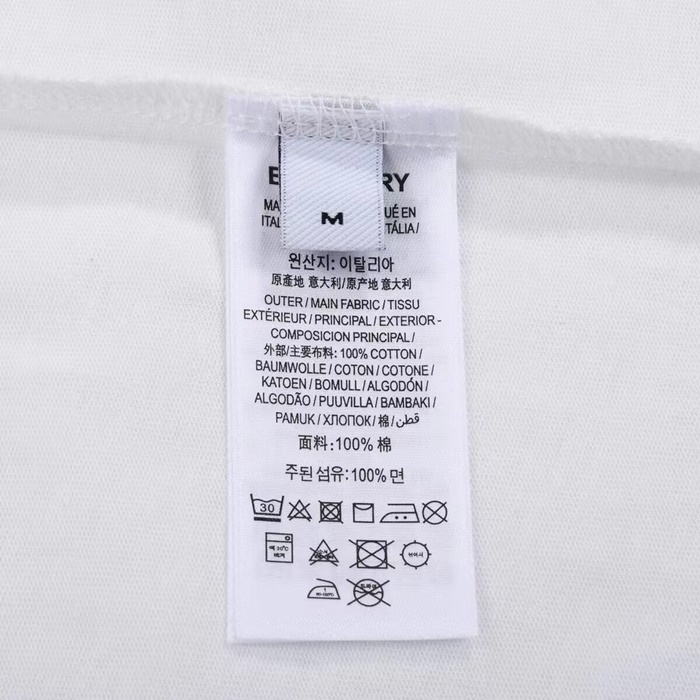 M
원산지: 이탈리아
原產地 意大利/原产地 意大利
OUTER / MAIN FABRIC / TISSU
EXTÉRIEUR / PRINCIPAL / EXTERIOR-
COMPOSICION PRINCIPAL /
外部/主要布料: 100% COTTON /
BAUMWOLLE / COTON / COTONE /
KATOEN / BOMULL / ALGODÓN /
ALGODÃO / PUUVILLA / BAMBAKI /
PAMUK / ХЛОПОК / 棉 / قطن
面料:100% 棉
주된 섬유:100% 면
30